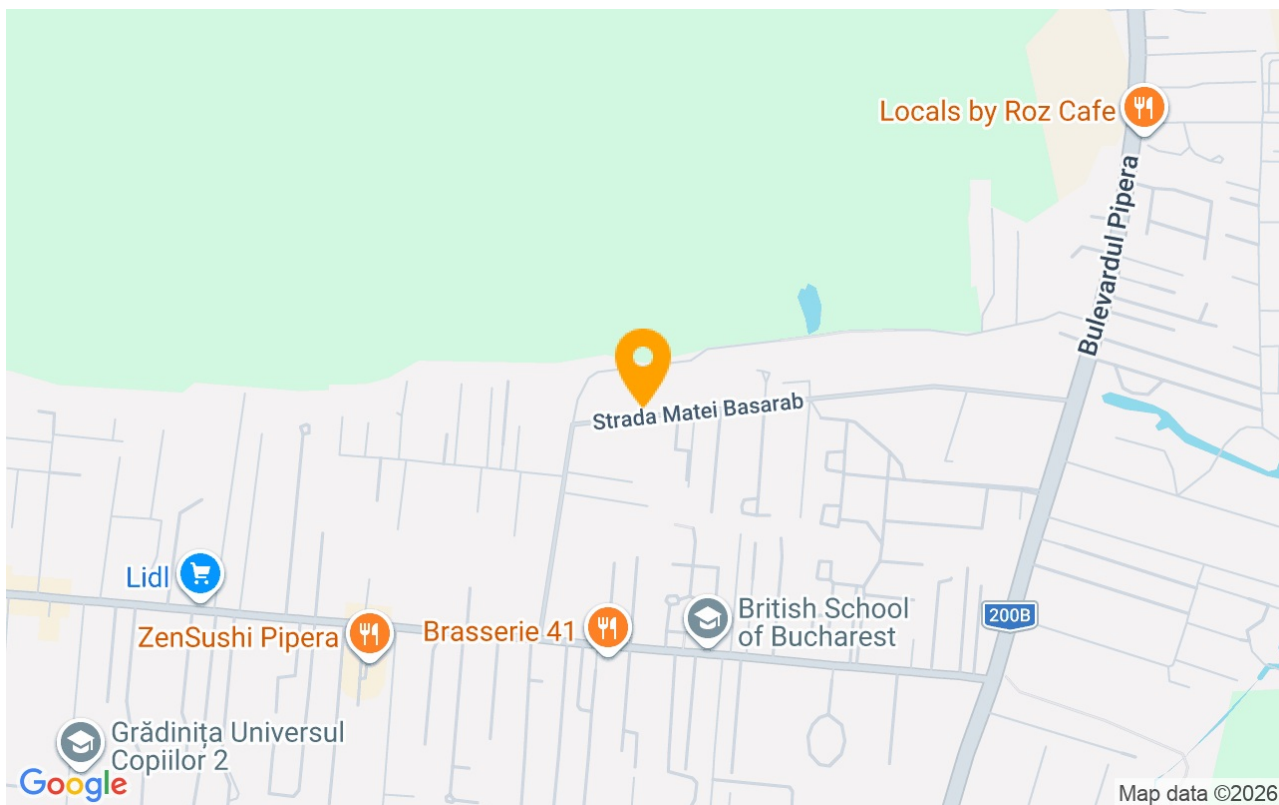 Locals by Roz Cafe
Bulevardul Pipera
Strada Matei Basarab
Lidl
ZenSushi Pipera
Brasserie 41
British School
of Bucharest
200B
Grădinița Universul
Copiilor 2
Google
Map data ©2026